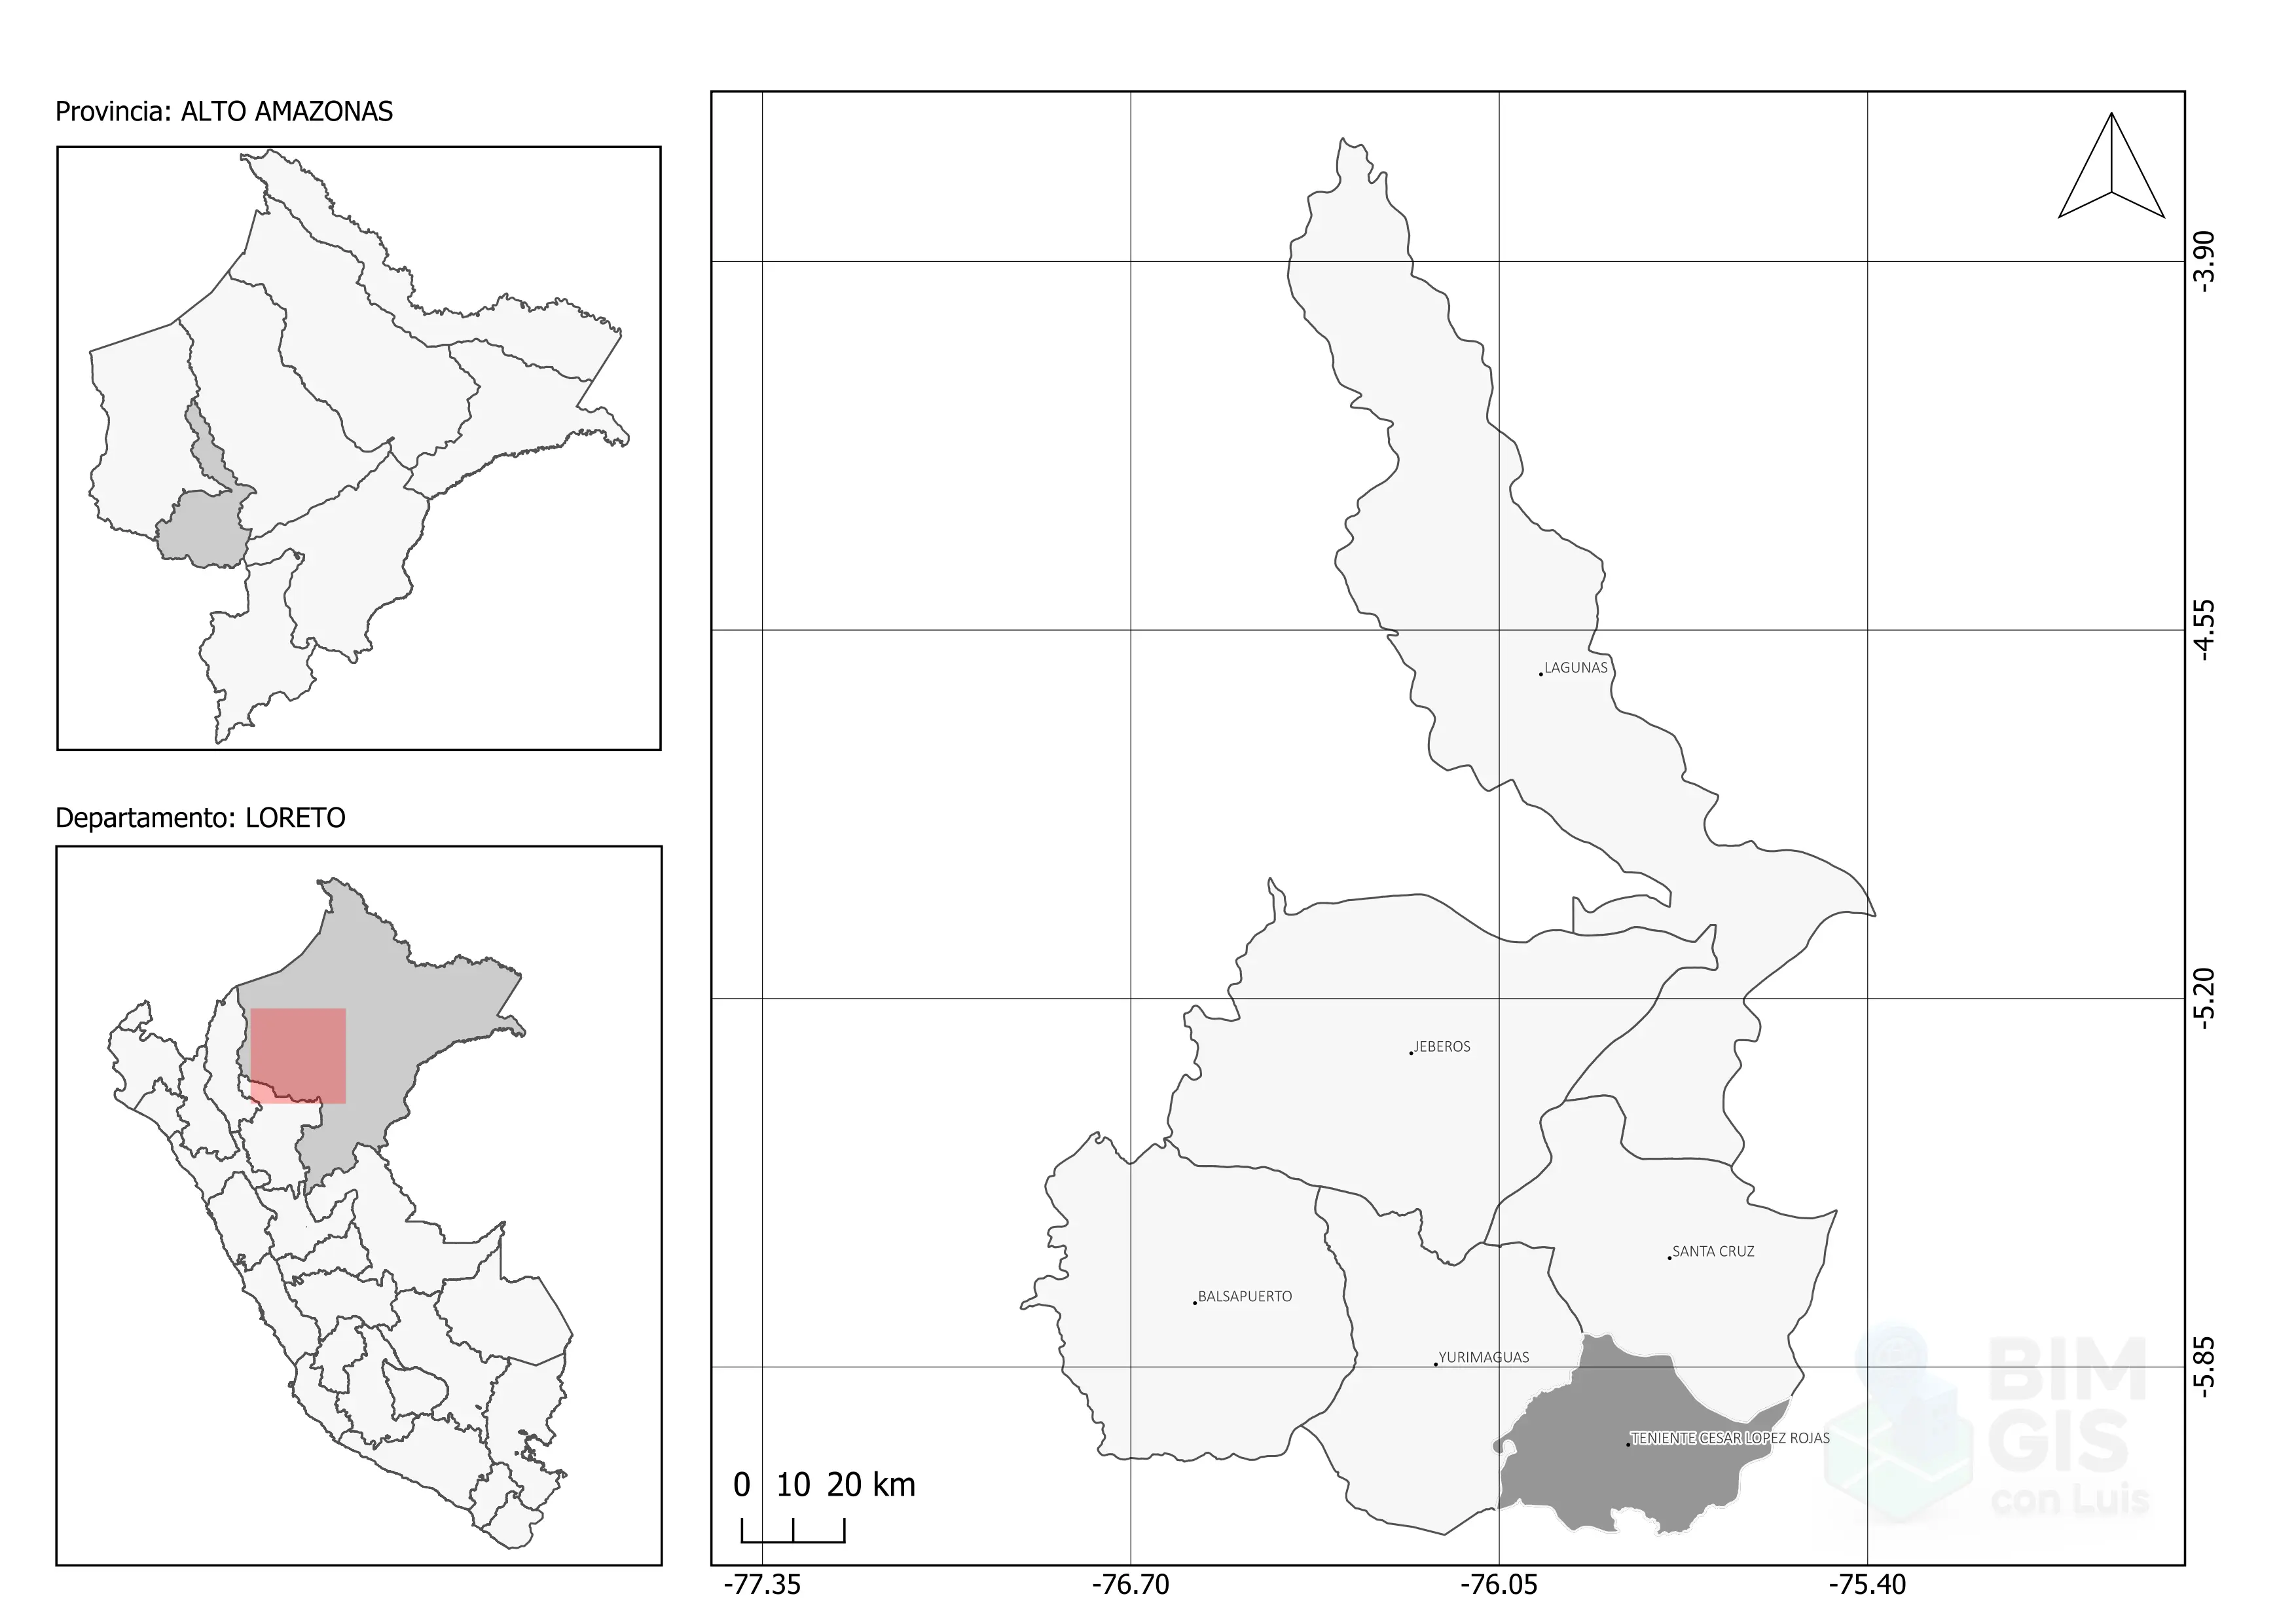 Provincia: ALTO AMAZONAS
Departamento: LORETO
-3.90
-4.55
LAGUNAS
-5.20
JEBEROS
SANTA CRUZ
BALSAPUERTO
YURIMAGUAS
-5.85
TENIENTE CESAR LOPEZ ROJAS
BIM
GIS
con Luis
0 10 20 km
-77.35 -76.70 -76.05 -75.40